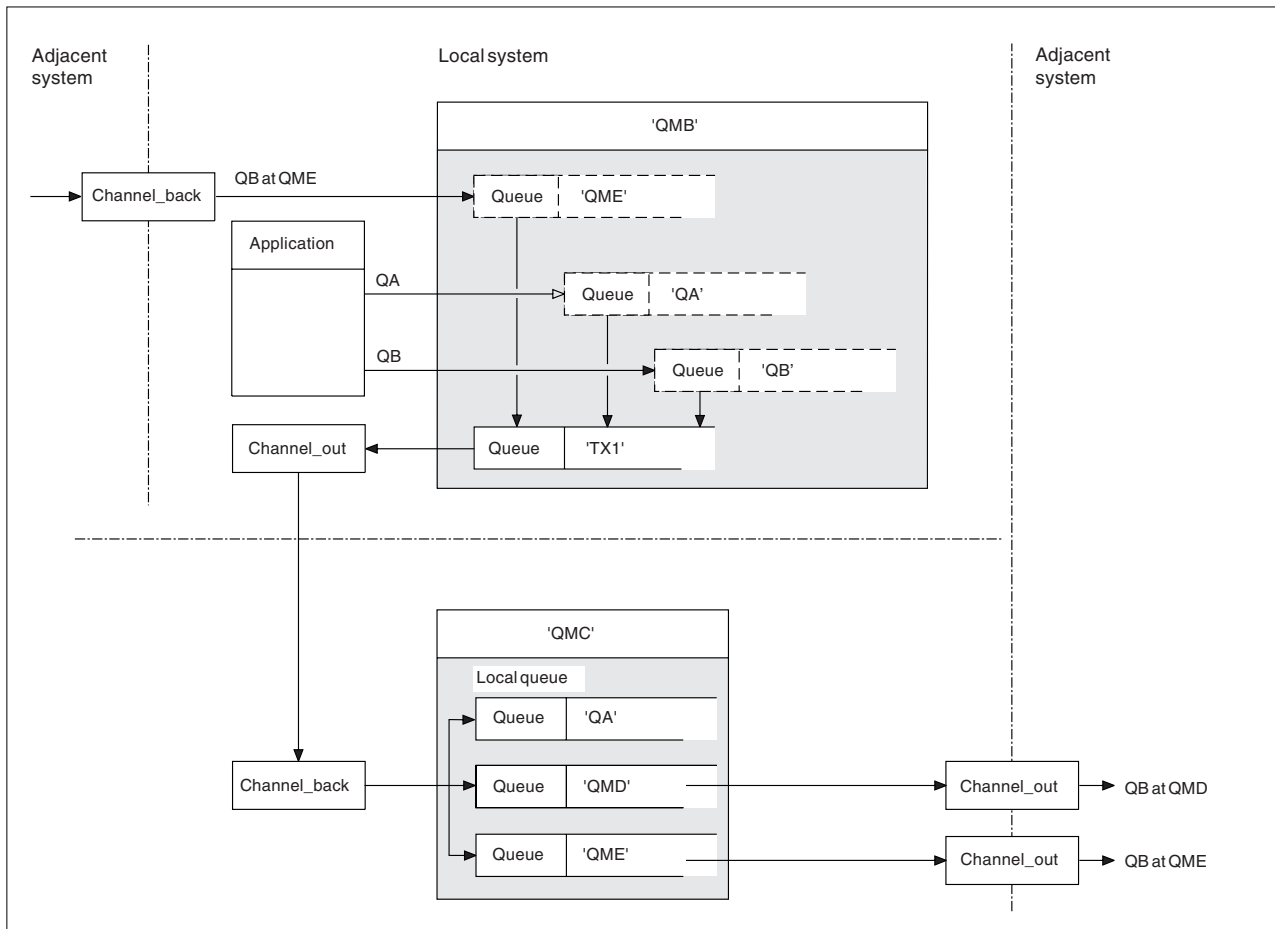 Adjacent
system
Local system
Adjacent
system
'QMB'
Channel_back
QB at QME
Queue
'QME'
Application
QA
Queue
'QA'
QB
Queue
'QB'
Channel_out
Queue
'TX1'
'QMC'
Local queue
Queue
'QA'
Channel_back
Queue
'QMD'
Channel_out
QB at QMD
Queue
'QME'
Channel_out
QB at QME